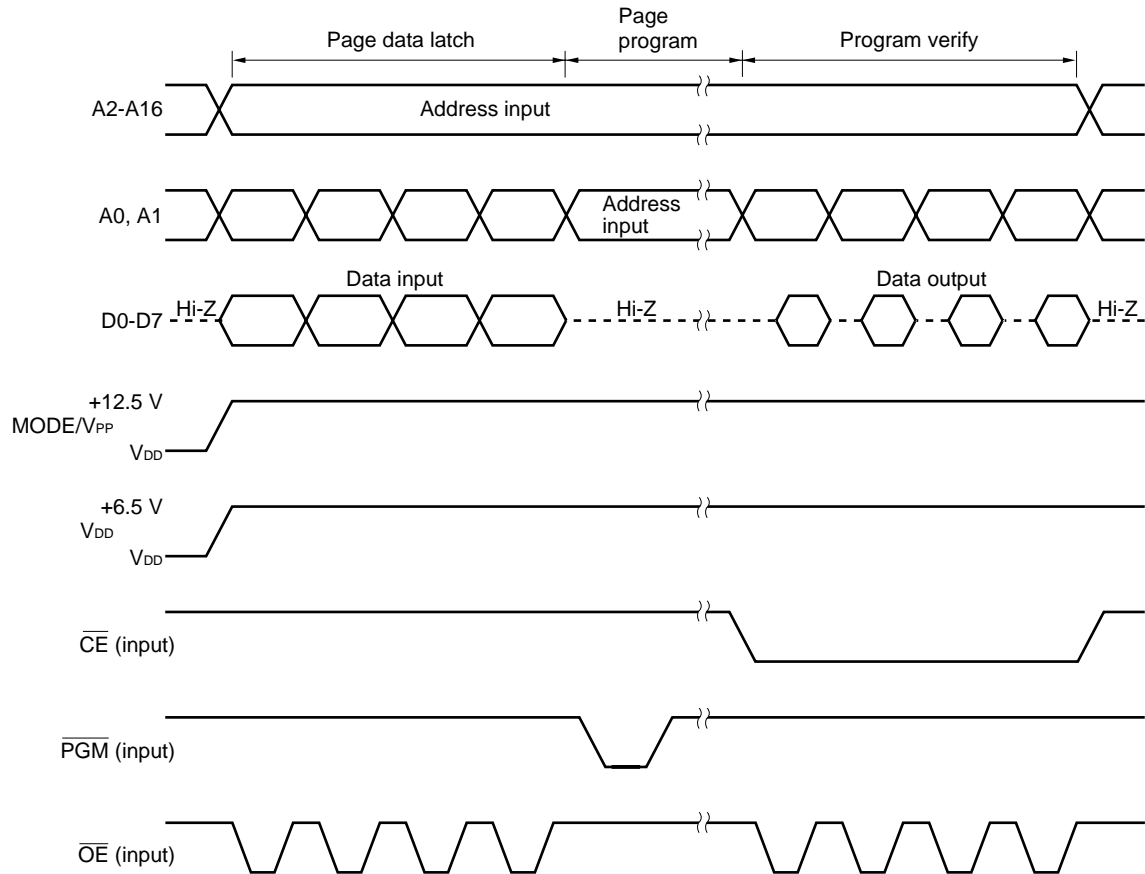 Page data latch
Page
program
Program verify
A2-A16
Address input
A0, A1
Address
input
Data input
Data output
D0-D7
Hi-Z
Hi-Z
Hi-Z
+12.5 V
MODE/VPP
VDD
+6.5 V
VDD
VDD
CE (input)
PGM (input)
OE (input)